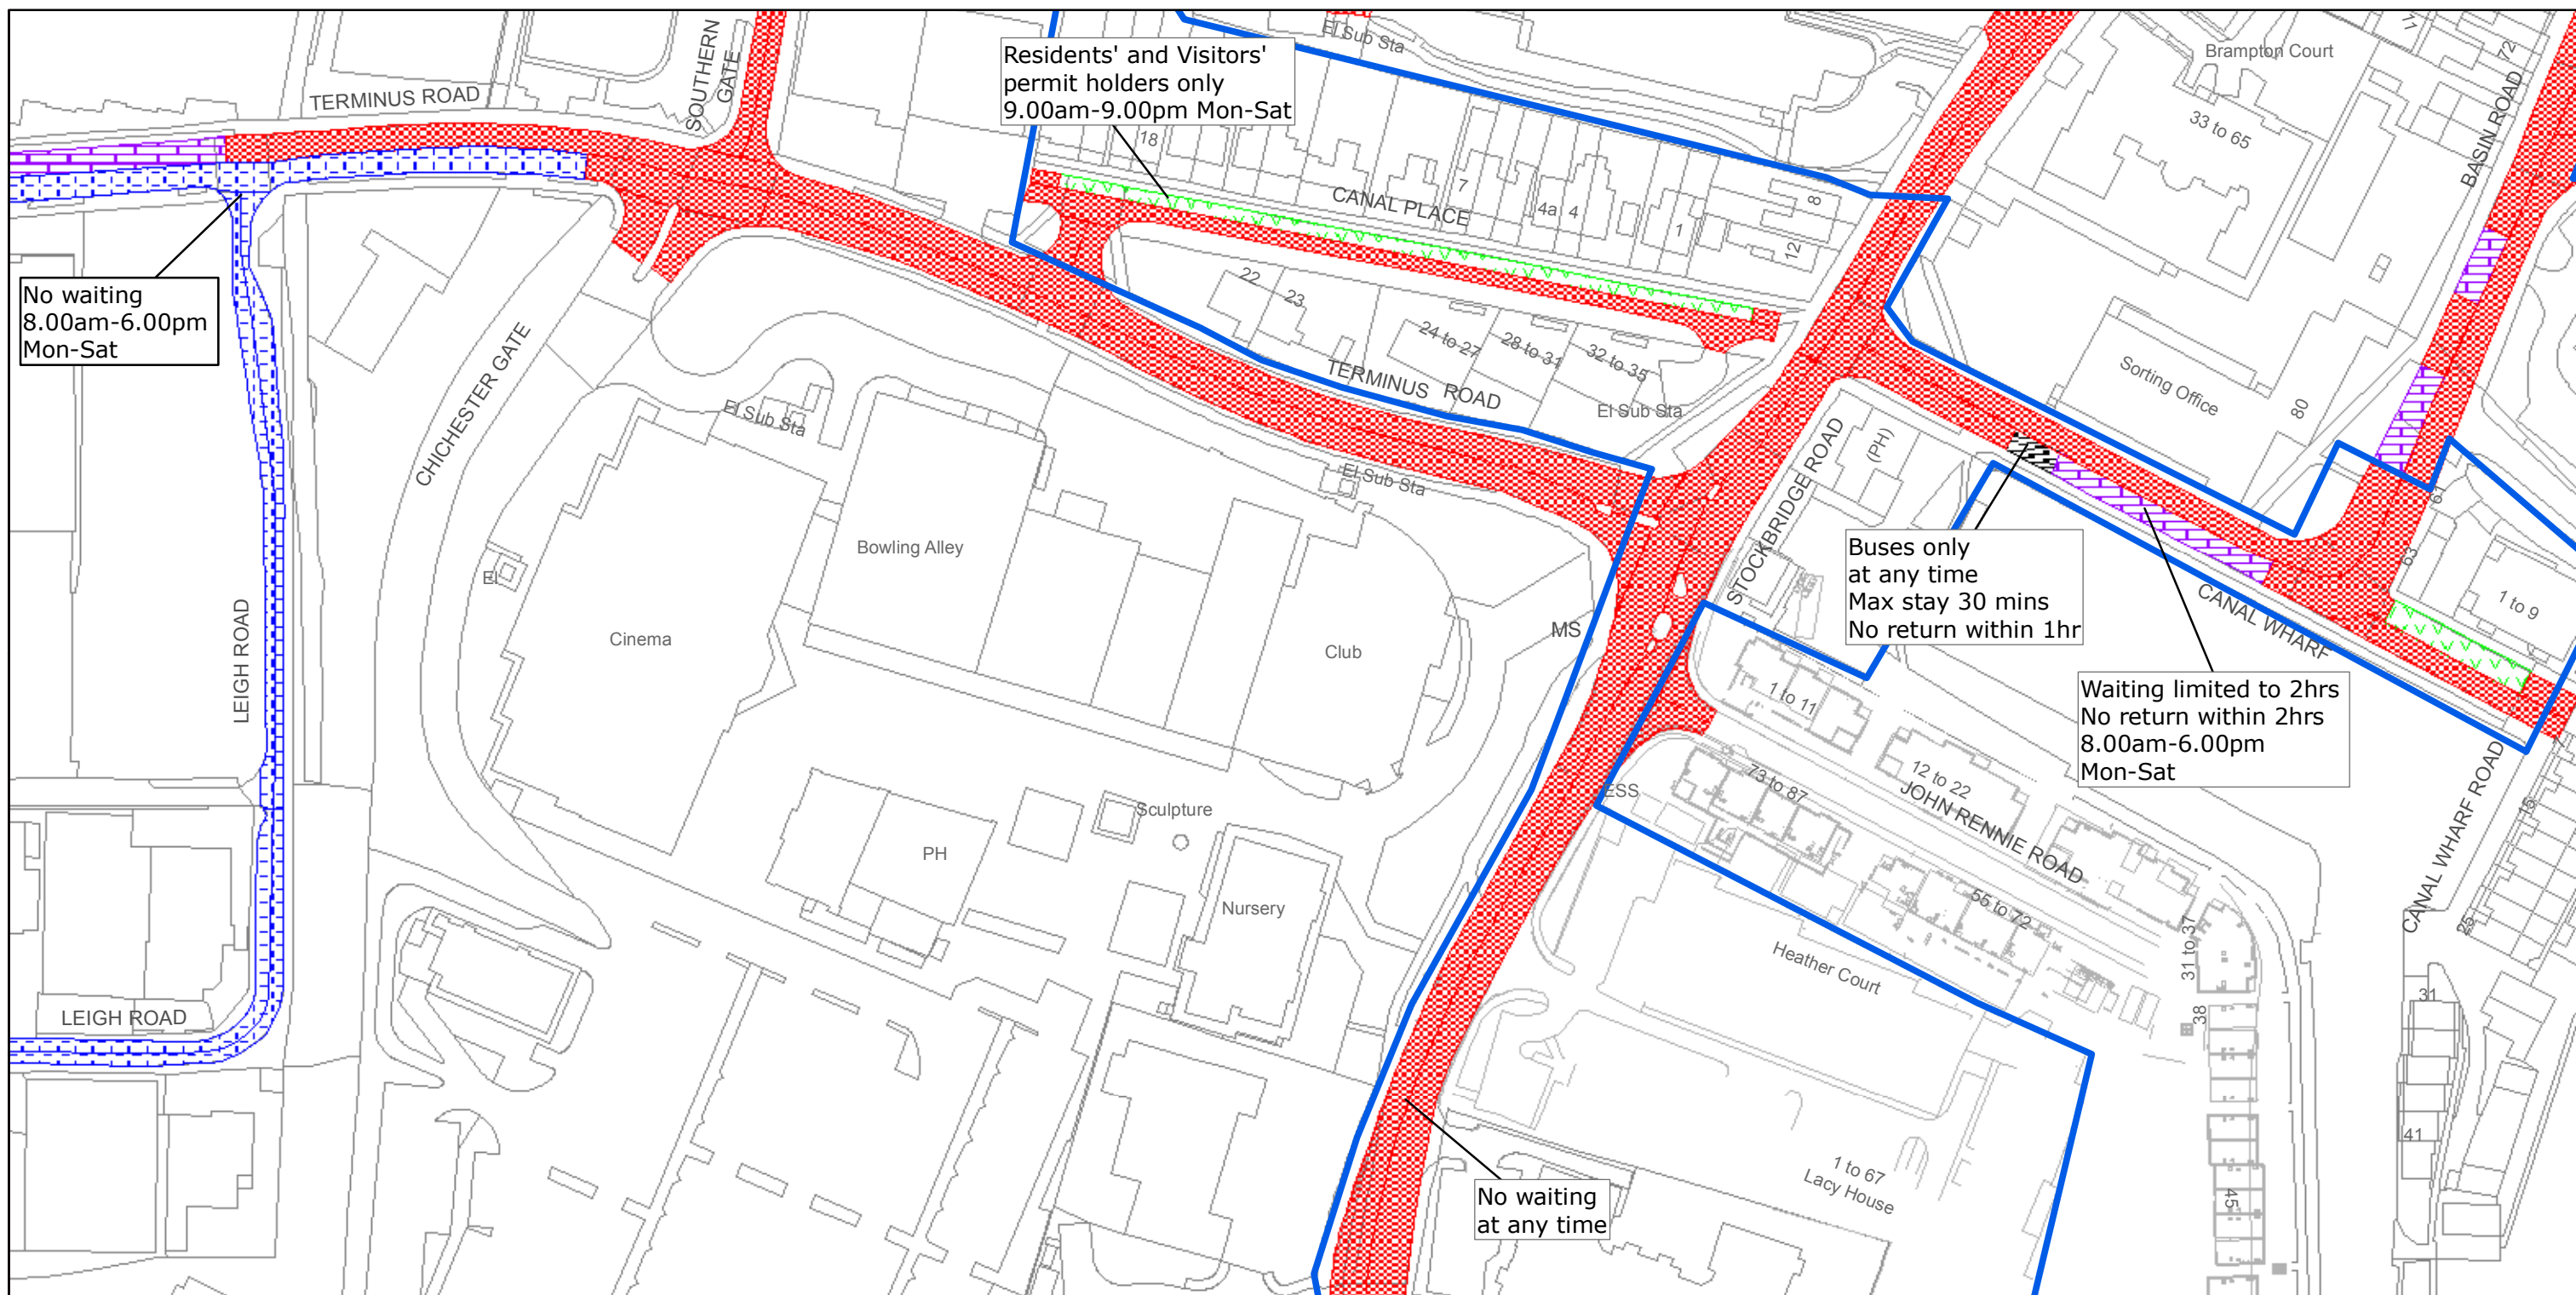 El Sub Sta
Brampton Court
11
72
SOUTHERN
GATE
TERMINUS ROAD
Residents' and Visitors'
permit holders only
9.00am-9.00pm Mon-Sat
33 to 65
BASIN ROAD
18
7
4a
4
1
8
12
CANAL PLACE
No waiting
8.00am-6.00pm
Mon-Sat
22
23
24 to 27
28 to 31
32 to 35
TERMINUS ROAD
El Sub Sta
Sorting Office
80
CHICHESTER GATE
El Sub Sta
El Sub Sta
STOCKBRIDGE ROAD
(PH)
61
63
Bowling Alley
El
Buses only
at any time
Max stay 30 mins
No return within 1hr
CANAL WHARF
1 to 9
LEIGH ROAD
Cinema
Club
MS
1 to 11
Waiting limited to 2hrs
No return within 2hrs
8.00am-6.00pm
Mon-Sat
ESS
73 to 87
12 to 22
JOHN RENNIE ROAD
CANAL WHARF ROAD
15
25
Sculpture
PH
Nursery
55 to 72
31 to 37
38
Heather Court
31
LEIGH ROAD
41
No waiting
at any time
1 to 67
Lacy House
45